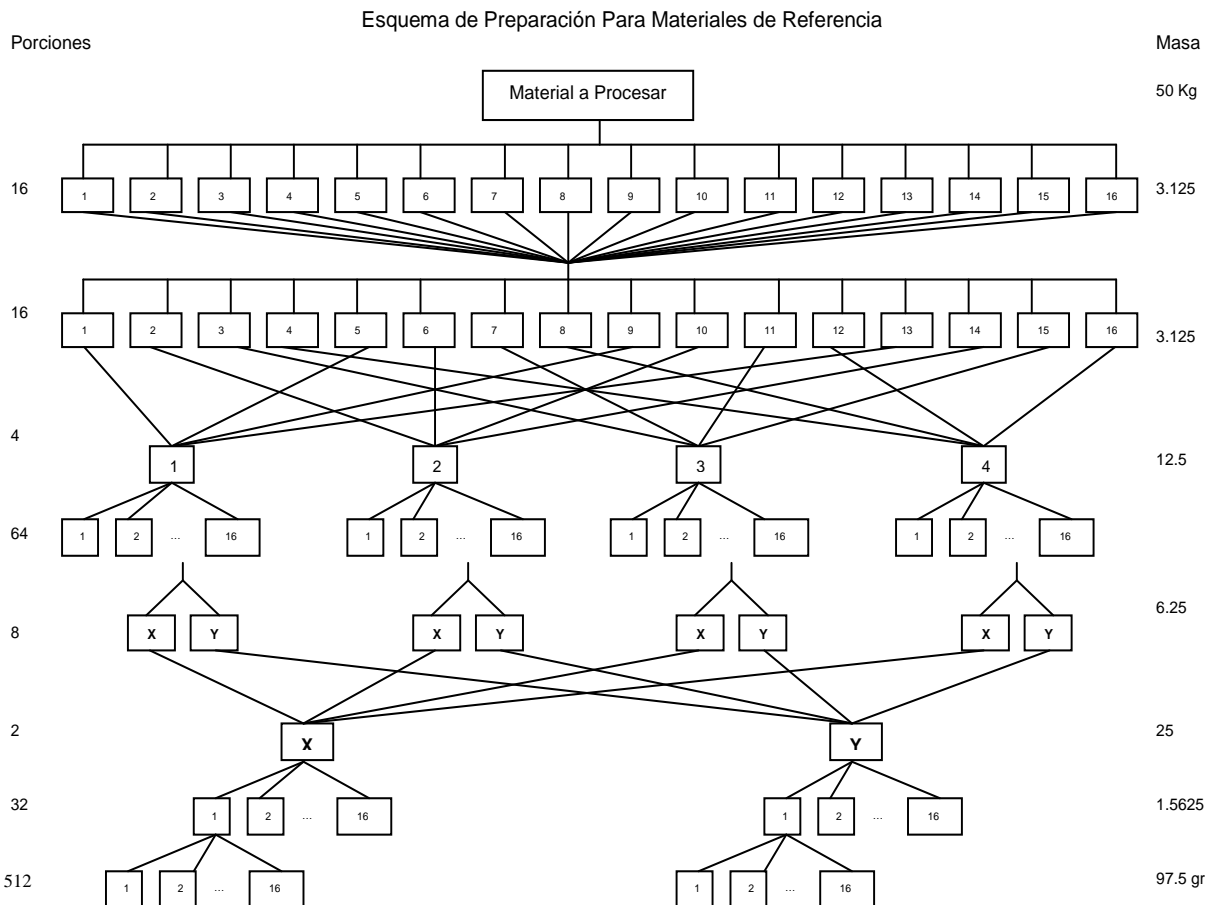 Esquema de Preparación Para Materiales de Referencia
Porciones Masa
Material a Procesar 50 Kg
16 1 2 3 4 5 6 7 8 9 10 11 12 13 14 15 16 3.125
16 1 2 3 4 5 6 7 8 9 10 11 12 13 14 15 16 3.125
4 1 2 3 4 12.5
64 1 2 ... 16 1 2 ... 16 1 2 ... 16 1 2 ... 16
8 X Y X Y X Y X Y 6.25
2 X Y 25
32 1 2 ... 16 1 2 ... 16 1.5625
512 1 2 ... 16 1 2 ... 16 97.5 gr